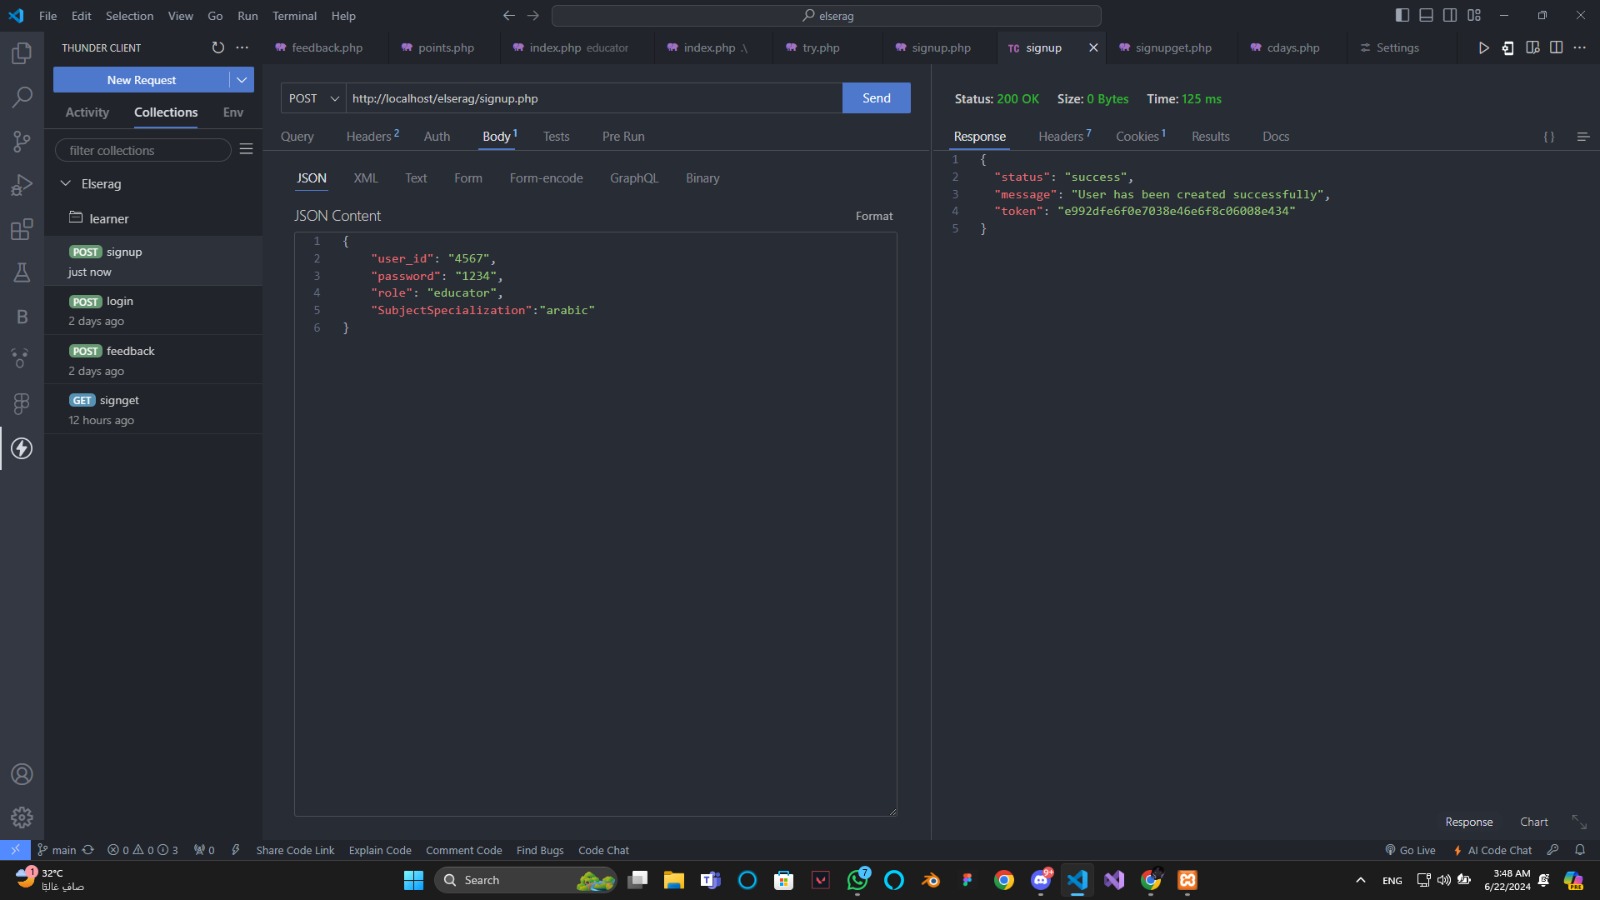 File Edit Selection View Go Run Terminal Help
elserag
THUNDER CLIENT
feedback.php points.php index.php educator index.php .\ try.php signup.php TC signup signupget.php cdays.php Settings
New Request
Activity Collections Env
filter collections
Elserag
learner
POST signup
just now
POST login
2 days ago
POST feedback
2 days ago
GET signget
12 hours ago
POST http://localhost/elserag/signup.php Send
Query Headers 2 Auth Body 1 Tests Pre Run
JSON XML Text Form Form-encode GraphQL Binary
JSON Content Format
1 {
2 "user_id": "4567",
3 "password": "1234",
4 "role": "educator",
5 "SubjectSpecialization":"arabic"
6 }
Status: 200 OK Size: 0 Bytes Time: 125 ms
Response Headers 7 Cookies 1 Results Docs { }
1 {
2 "status": "success",
3 "message": "User has been created successfully",
4 "token": "e992dfe6f0e7038e46e6f8c06008e434"
5 }
Response Chart
main 0 0 3 0 Share Code Link Explain Code Comment Code Find Bugs Code Chat Go Live AI Code Chat
1
32°C
صافٍ غالبًا
Search
7
ENG
3:48 AM
6/22/2024
PRE